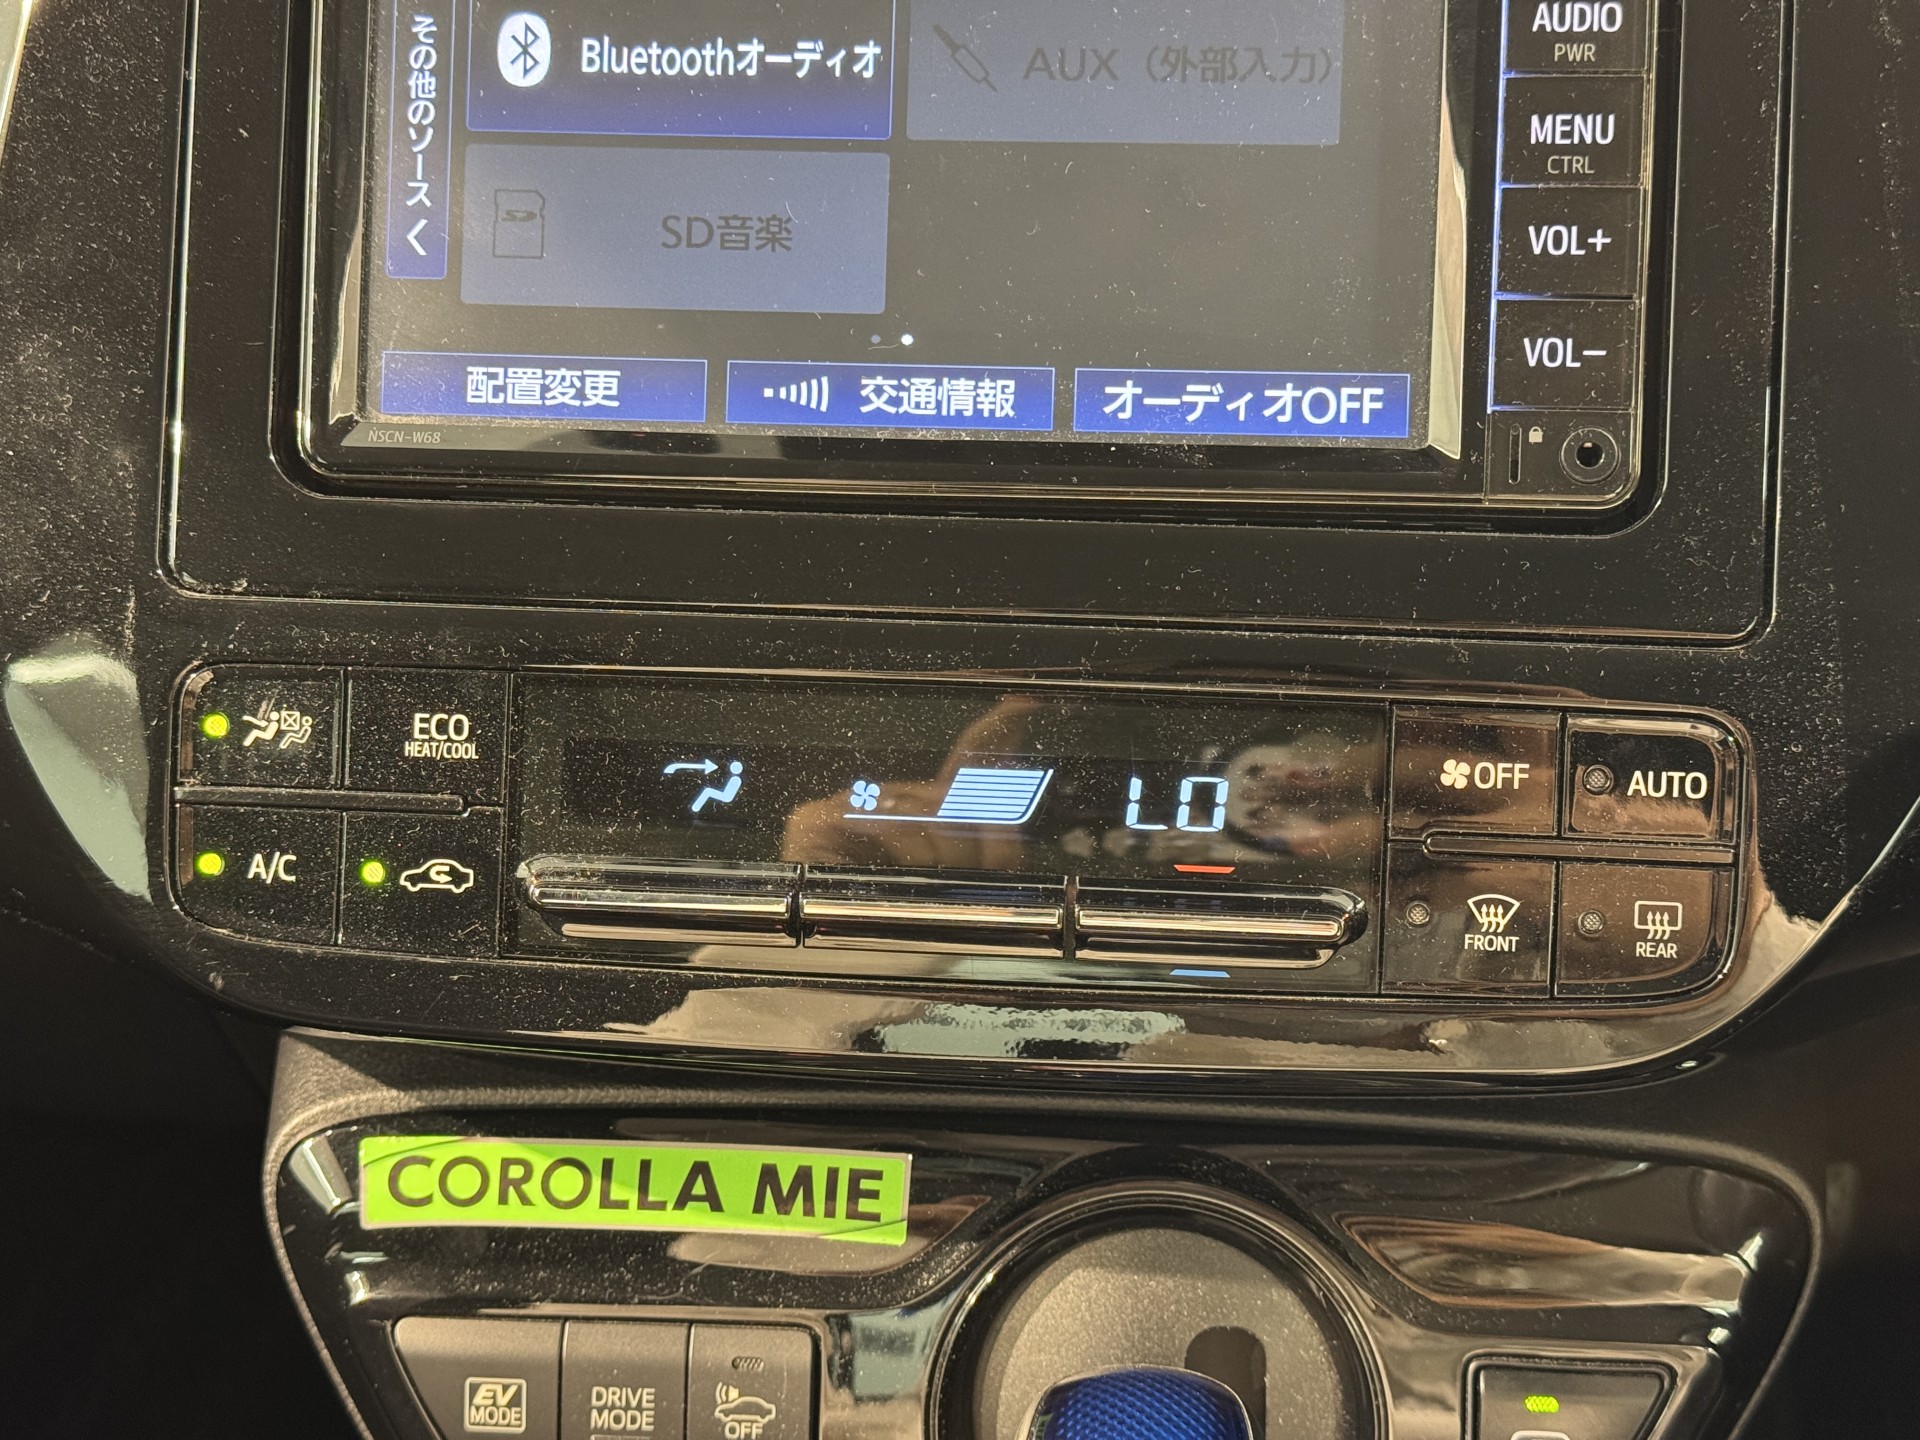 その他のソース
Bluetoothオーディオ
AUX（外部入力）
SD音楽
配置変更
交通情報
オーディオOFF
NSCN-W68
AUDIO
PWR
MENU
CTRL
VOL+
VOL−
ECO
HEAT/COOL
A/C
LO
OFF
AUTO
FRONT
REAR
COROLLA MIE
EV
MODE
DRIVE
MODE
OFF